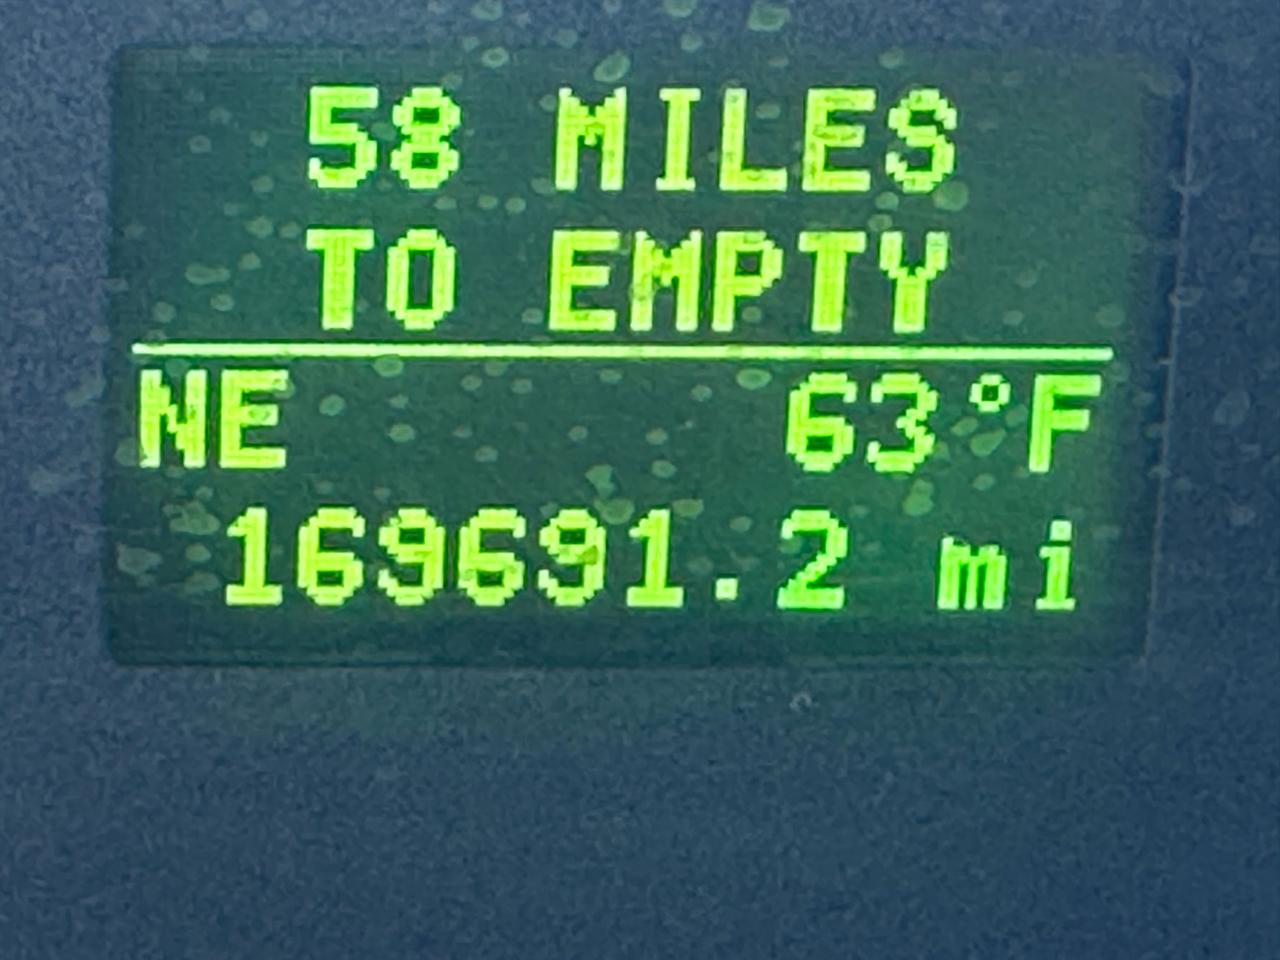 58 MILES
TO EMPTY
NE 63°F
169691.2 mi